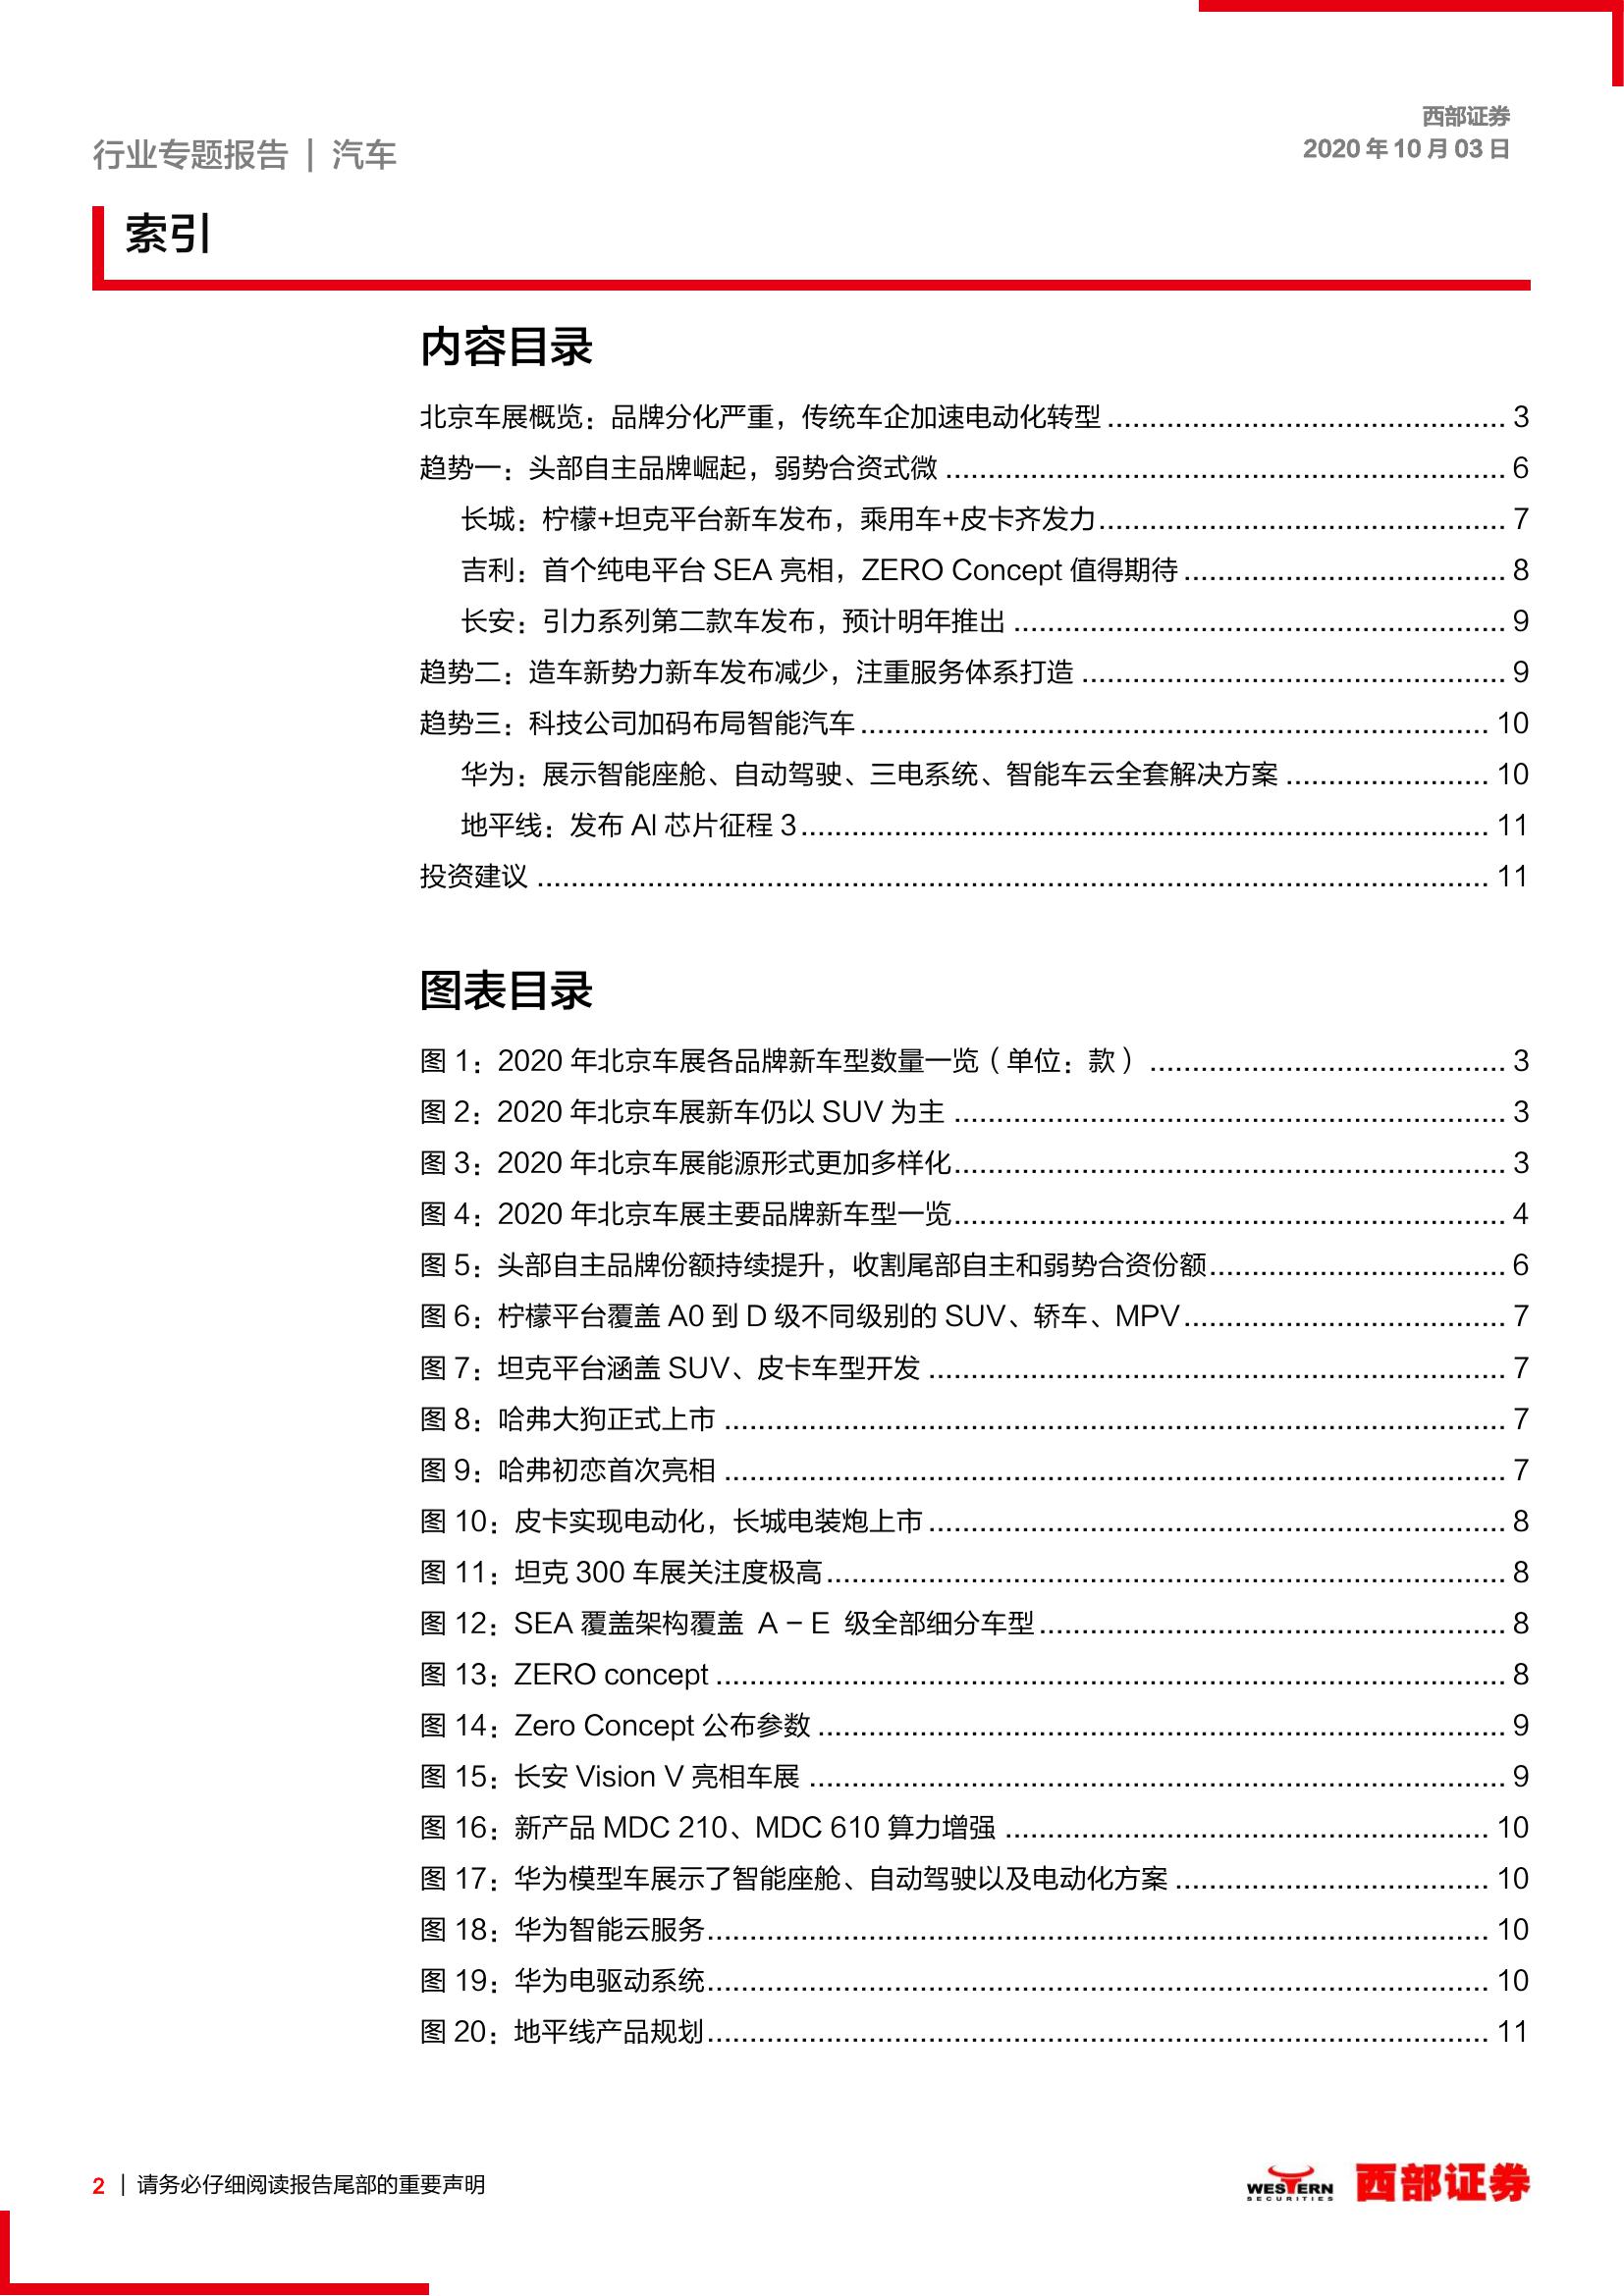 西部证券
2020 年 10 月 03 日
行业专题报告 | 汽车
索引
内容目录
北京车展概览：品牌分化严重，传统车企加速电动化转型 ................................................ 3
趋势一：头部自主品牌崛起，弱势合资式微 ................................................................... 6
长城：柠檬+坦克平台新车发布，乘用车+皮卡齐发力................................................. 7
吉利：首个纯电平台 SEA 亮相，ZERO Concept 值得期待 ....................................... 8
长安：引力系列第二款车发布，预计明年推出 ........................................................... 9
趋势二：造车新势力新车发布减少，注重服务体系打造 ................................................... 9
趋势三：科技公司加码布局智能汽车 ........................................................................... 10
华为：展示智能座舱、自动驾驶、三电系统、智能车云全套解决方案 ........................ 10
地平线：发布 AI 芯片征程 3................................................................................. 11
投资建议 ................................................................................................................ 11
图表目录
图 1：2020 年北京车展各品牌新车型数量一览（单位：款） .......................................... 3
图 2：2020 年北京车展新车仍以 SUV 为主 .................................................................. 3
图 3：2020 年北京车展能源形式更加多样化.................................................................. 3
图 4：2020 年北京车展主要品牌新车型一览.................................................................. 4
图 5：头部自主品牌份额持续提升，收割尾部自主和弱势合资份额................................... 6
图 6：柠檬平台覆盖 A0 到 D 级不同级别的 SUV、轿车、MPV...................................... 7
图 7：坦克平台涵盖 SUV、皮卡车型开发 ..................................................................... 7
图 8：哈弗大狗正式上市 ............................................................................................. 7
图 9：哈弗初恋首次亮相 ............................................................................................. 7
图 10：皮卡实现电动化，长城电装炮上市..................................................................... 8
图 11：坦克 300 车展关注度极高................................................................................. 8
图 12：SEA 覆盖架构覆盖 A – E 级全部细分车型........................................................ 8
图 13：ZERO concept .............................................................................................. 8
图 14：Zero Concept 公布参数 .................................................................................. 9
图 15：长安 Vision V 亮相车展 ................................................................................... 9
图 16：新产品 MDC 210、MDC 610 算力增强 .......................................................... 10
图 17：华为模型车展示了智能座舱、自动驾驶以及电动化方案 ..................................... 10
图 18：华为智能云服务............................................................................................. 10
图 19：华为电驱动系统............................................................................................. 10
图 20：地平线产品规划............................................................................................. 11
2 | 请务必仔细阅读报告尾部的重要声明
WESTERN
SECURITIES
西部证券